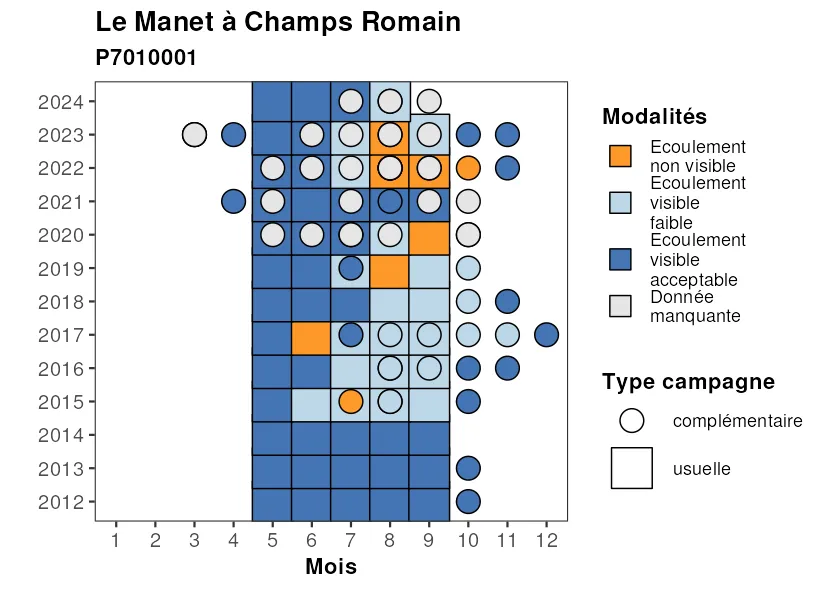 Le Manet à Champs Romain
P7010001
2024
2023
2022
2021
2020
2019
2018
2017
2016
2015
2014
2013
2012
1 2 3 4 5 6 7 8 9 10 11 12
Mois
Modalités
Ecoulement
non visible
Ecoulement
visible
faible
Ecoulement
visible
acceptable
Donnée
manquante
Type campagne
complémentaire
usuelle